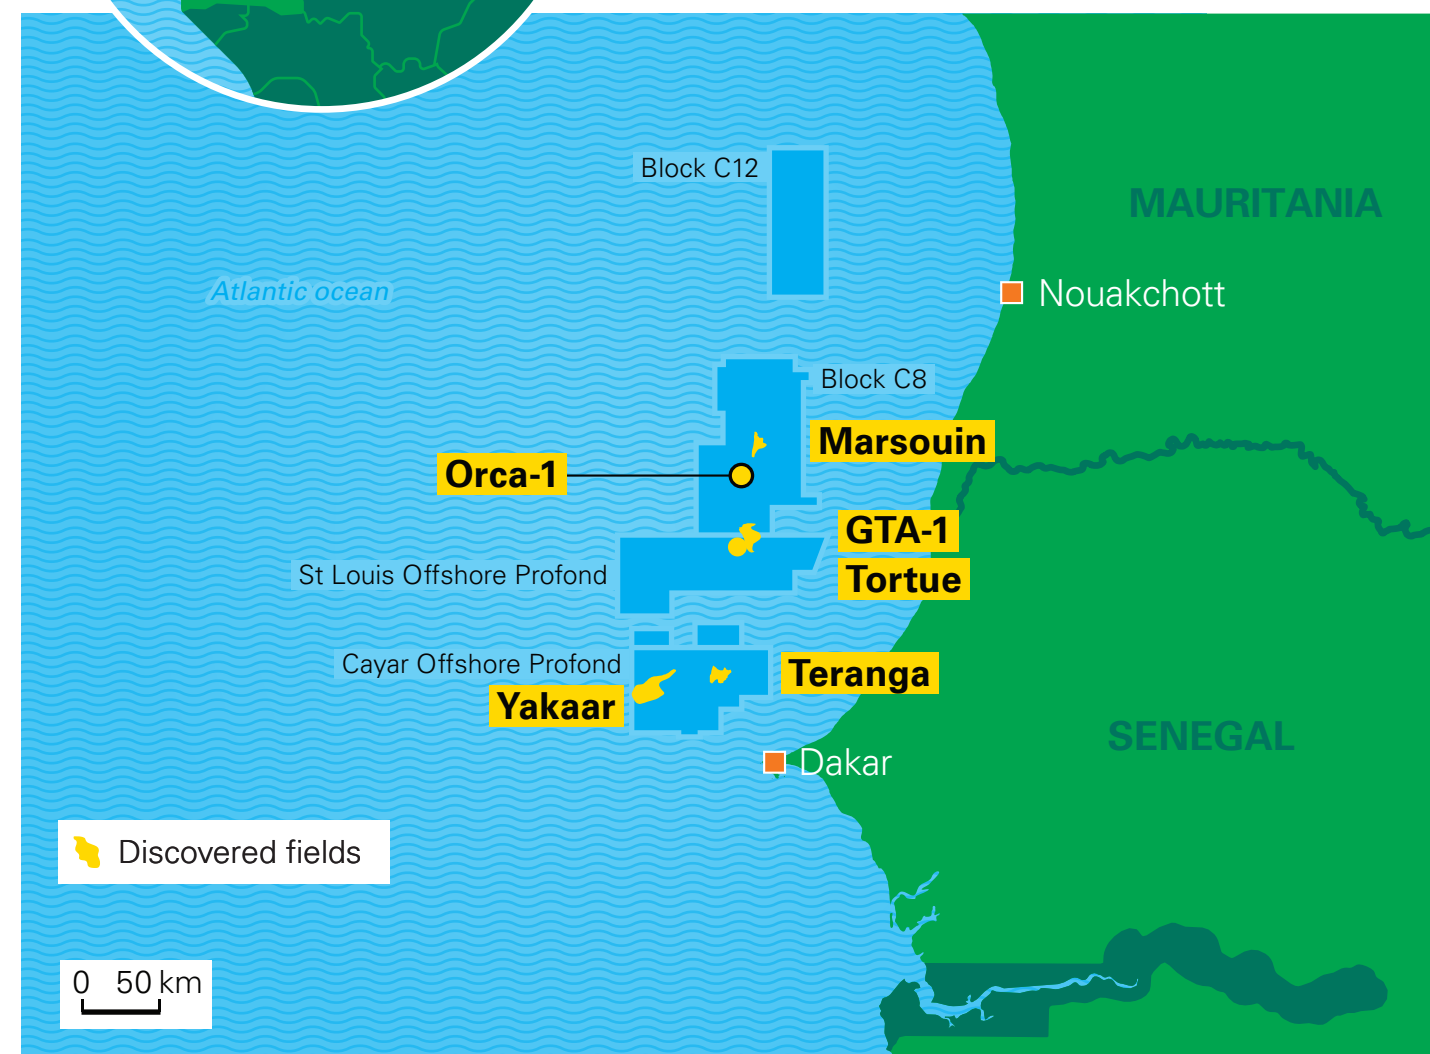 Block C12
MAURITANIA
Atlantic ocean
Nouakchott
Block C8
Marsouin
Orca-1
GTA-1
Tortue
St Louis Offshore Profond
Cayar Offshore Profond
Teranga
Yakaar
SENEGAL
Dakar
Discovered fields
0 50 km